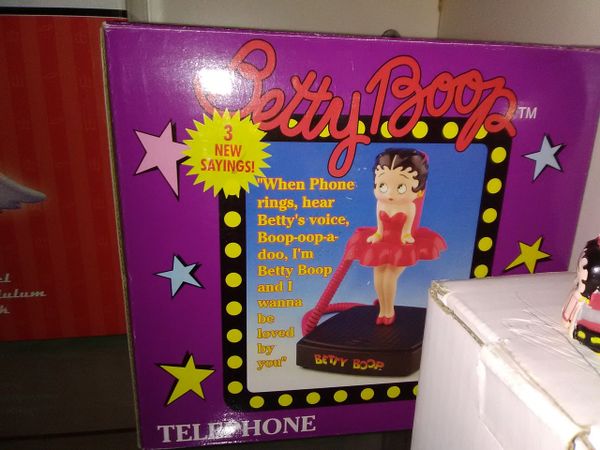 Betty Boop TM
3
NEW
SAYINGS!
"When Phone
rings, hear
Betty's voice,
Boop-oop-a-
doo, I'm
Betty Boop
and I
wanna
be
loved
by
you"
BETTY BOOP
TELEPHONE